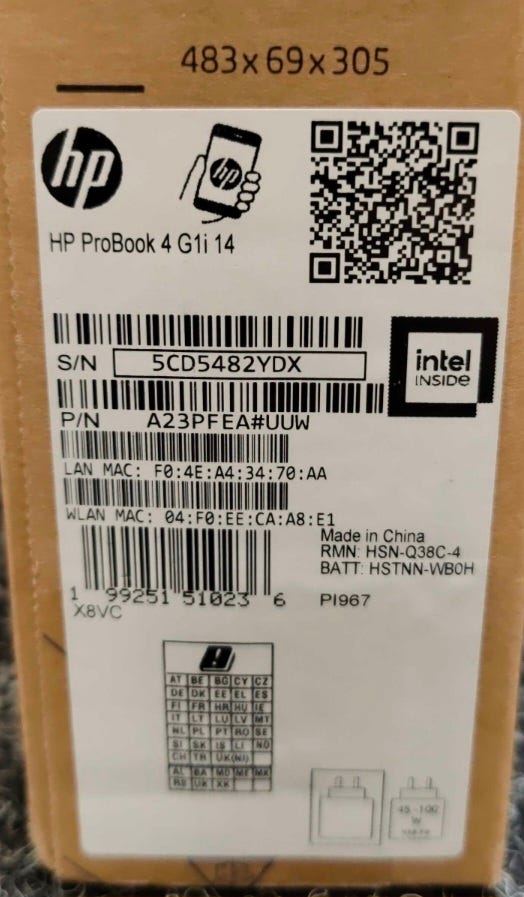 483x69x305
hp
hp
HP ProBook 4 G1i 14
S/N 5CD5482YDX
intel
INSIDE
P/N A23PFEA#UUW
LAN MAC: F0:4E:A4:34:70:AA
WLAN MAC: 04:F0:EE:CA:A8:E1
Made in China
RMN: HSN-Q38C-4
BATT: HSTNN-WB0H
1 99251 51023 6
PI967
X8VC
AT BE BG CY CZ
DE DK EE EL ES
FI FR HR HU IE
IT LT LU LV MT
NL PL PT RO SE
SI SK IS LI NO
CH TR UK(NI)
AL BA MD ME MK
RS UK XK
45 - 100
W